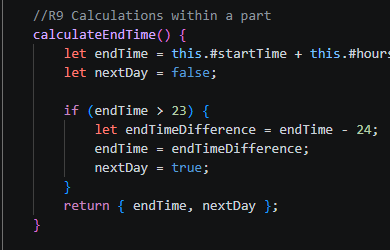 //R9 Calculations within a part
calculateEndTime() {
let endTime = this.#startTime + this.#hours
let nextDay = false;
if (endTime > 23) {
let endTimeDifference = endTime - 24;
endTime = endTimeDifference;
nextDay = true;
}
return { endTime, nextDay };
}